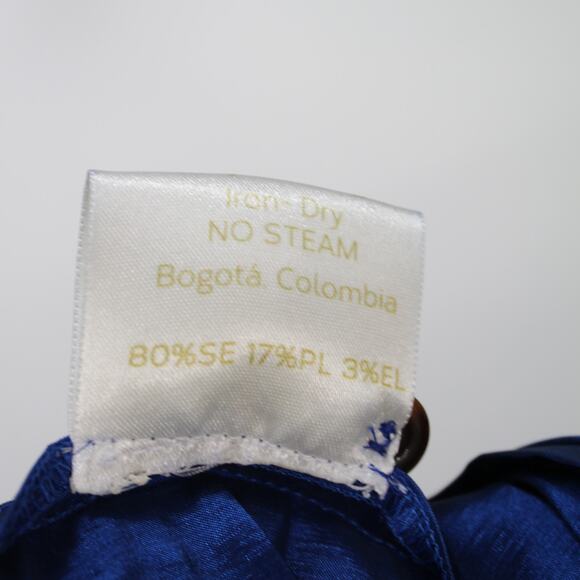 Iron- Dry
NO STEAM
Bogotá Colombia
80%SE 17%PL 3%EL